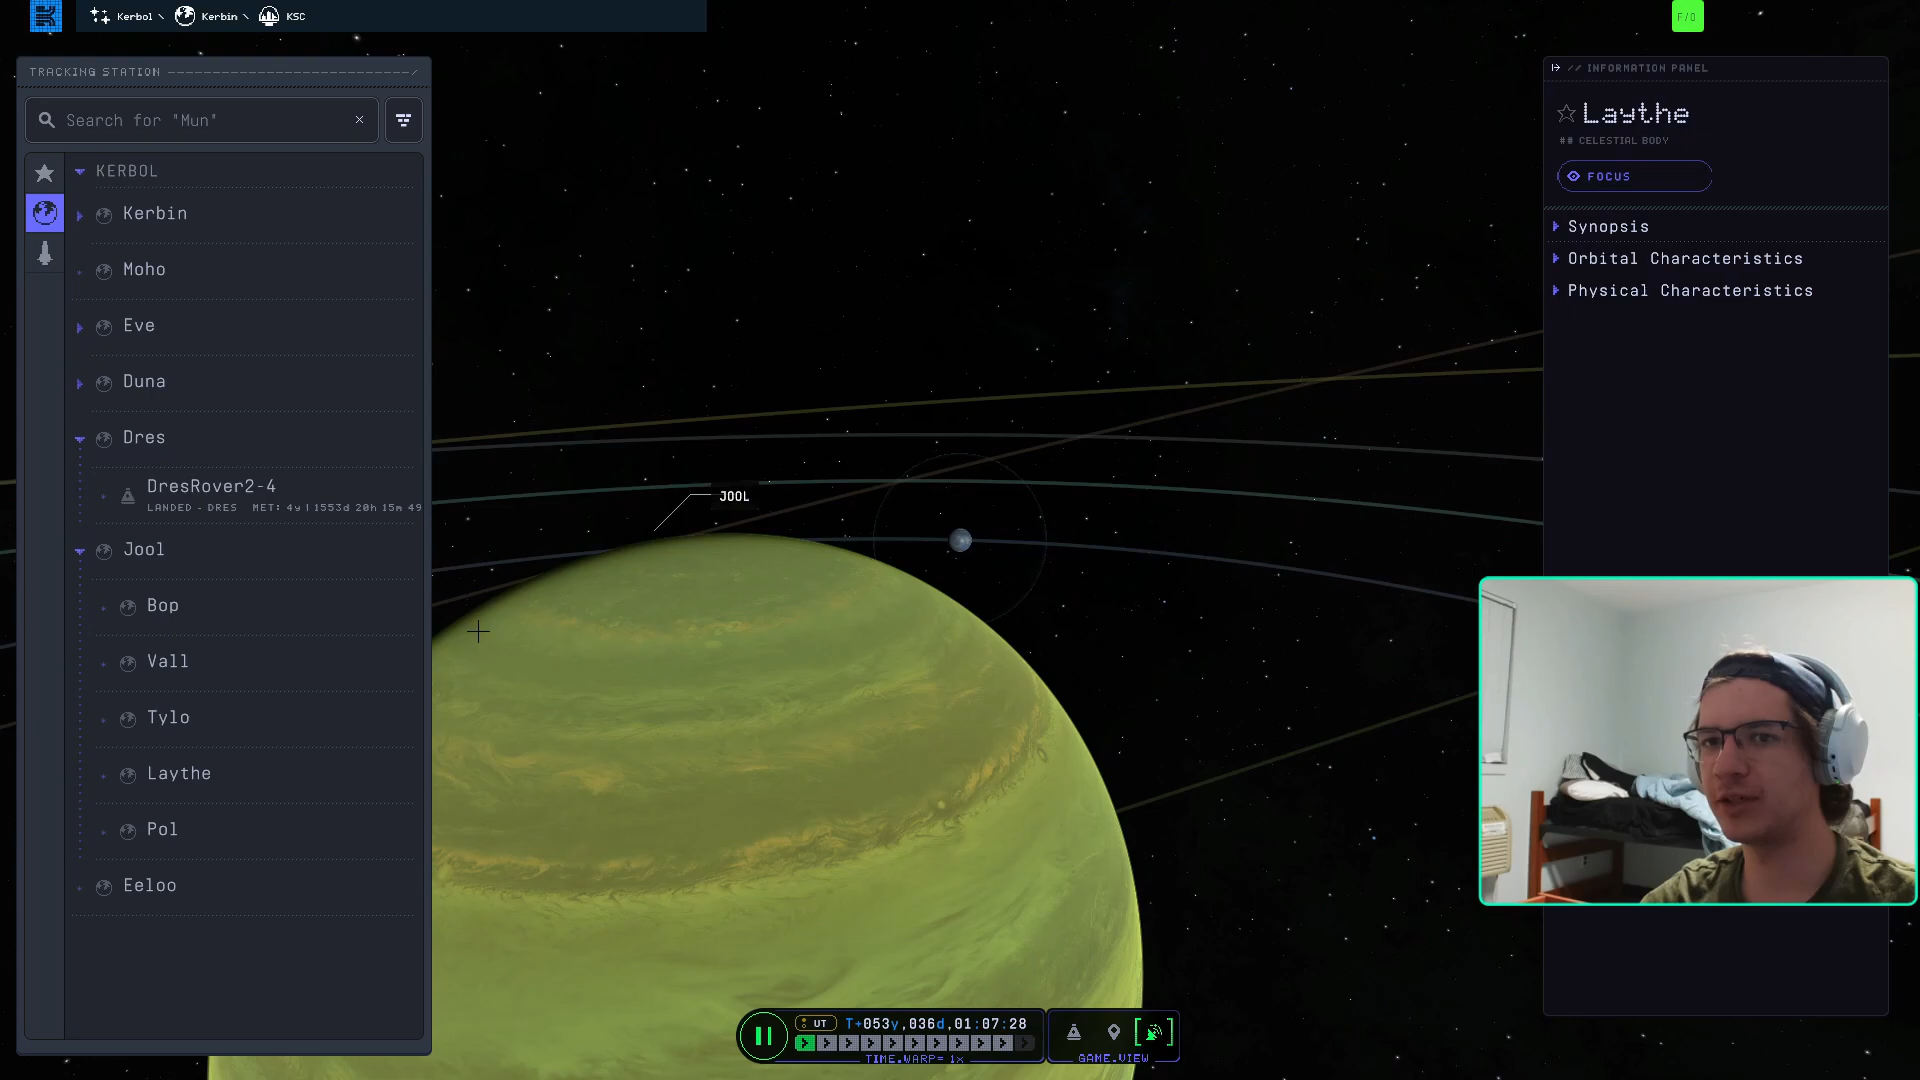 Kerbol
Kerbin
KSC
F/0
TRACKING STATION
Search for "Mun"
KERBOL
Kerbin
Moho
Eve
Duna
Dres
DresRover2-4
LANDED - DRES MET: 4y | 1553d 20h 15m 49
Jool
Bop
Vall
Tylo
Laythe
Pol
Eeloo
JOOL
// INFORMATION PANEL
Laythe
## CELESTIAL BODY
FOCUS
Synopsis
Orbital Characteristics
Physical Characteristics
UT T+053y,036d,01:07:28
TIME.WARP= 1x
GAME.VIEW